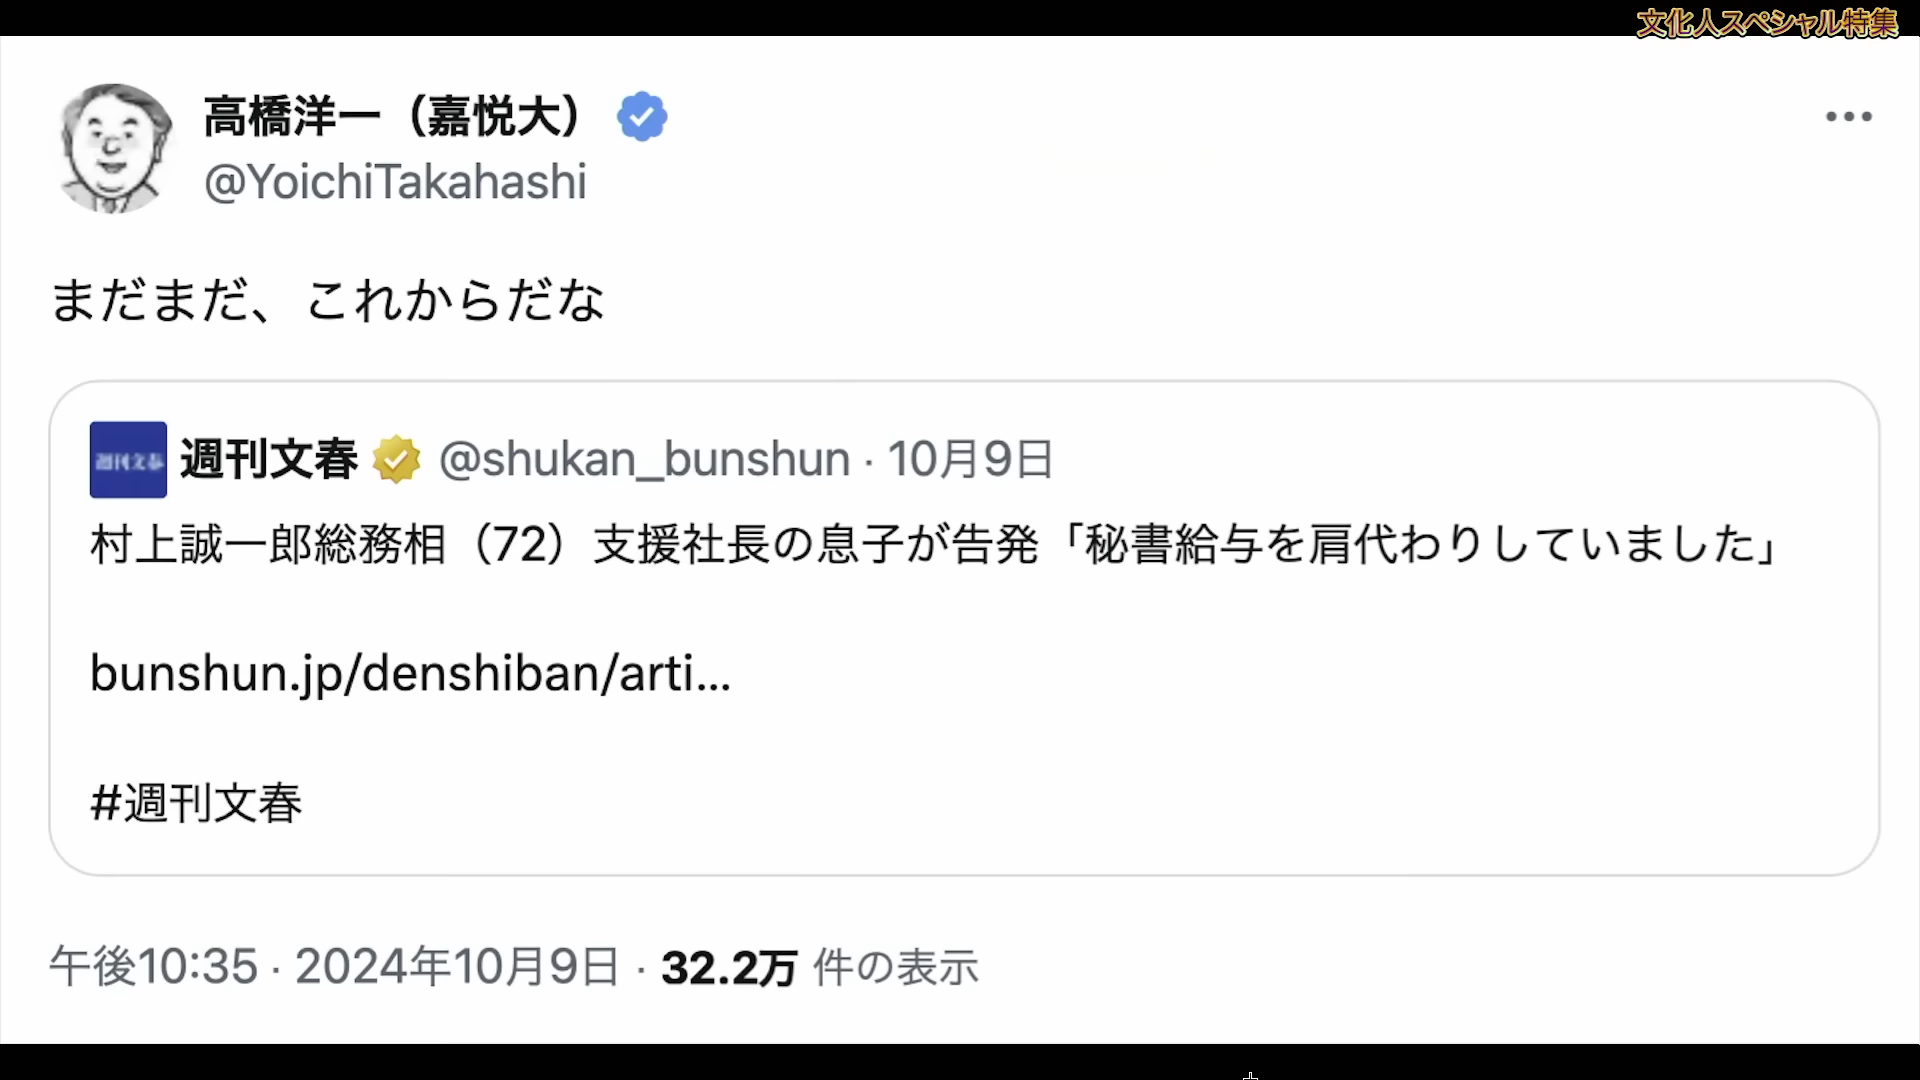 文化人スペシャル特集
高橋洋一（嘉悦大）
@YoichiTakahashi
まだまだ、これからだな
週刊文春
週刊文春 @shukan_bunshun · 10月9日
村上誠一郎総務相（72）支援社長の息子が告発「秘書給与を肩代わりしていました」
bunshun.jp/denshiban/arti...
#週刊文春
午後10:35 · 2024年10月9日 · 32.2万 件の表示